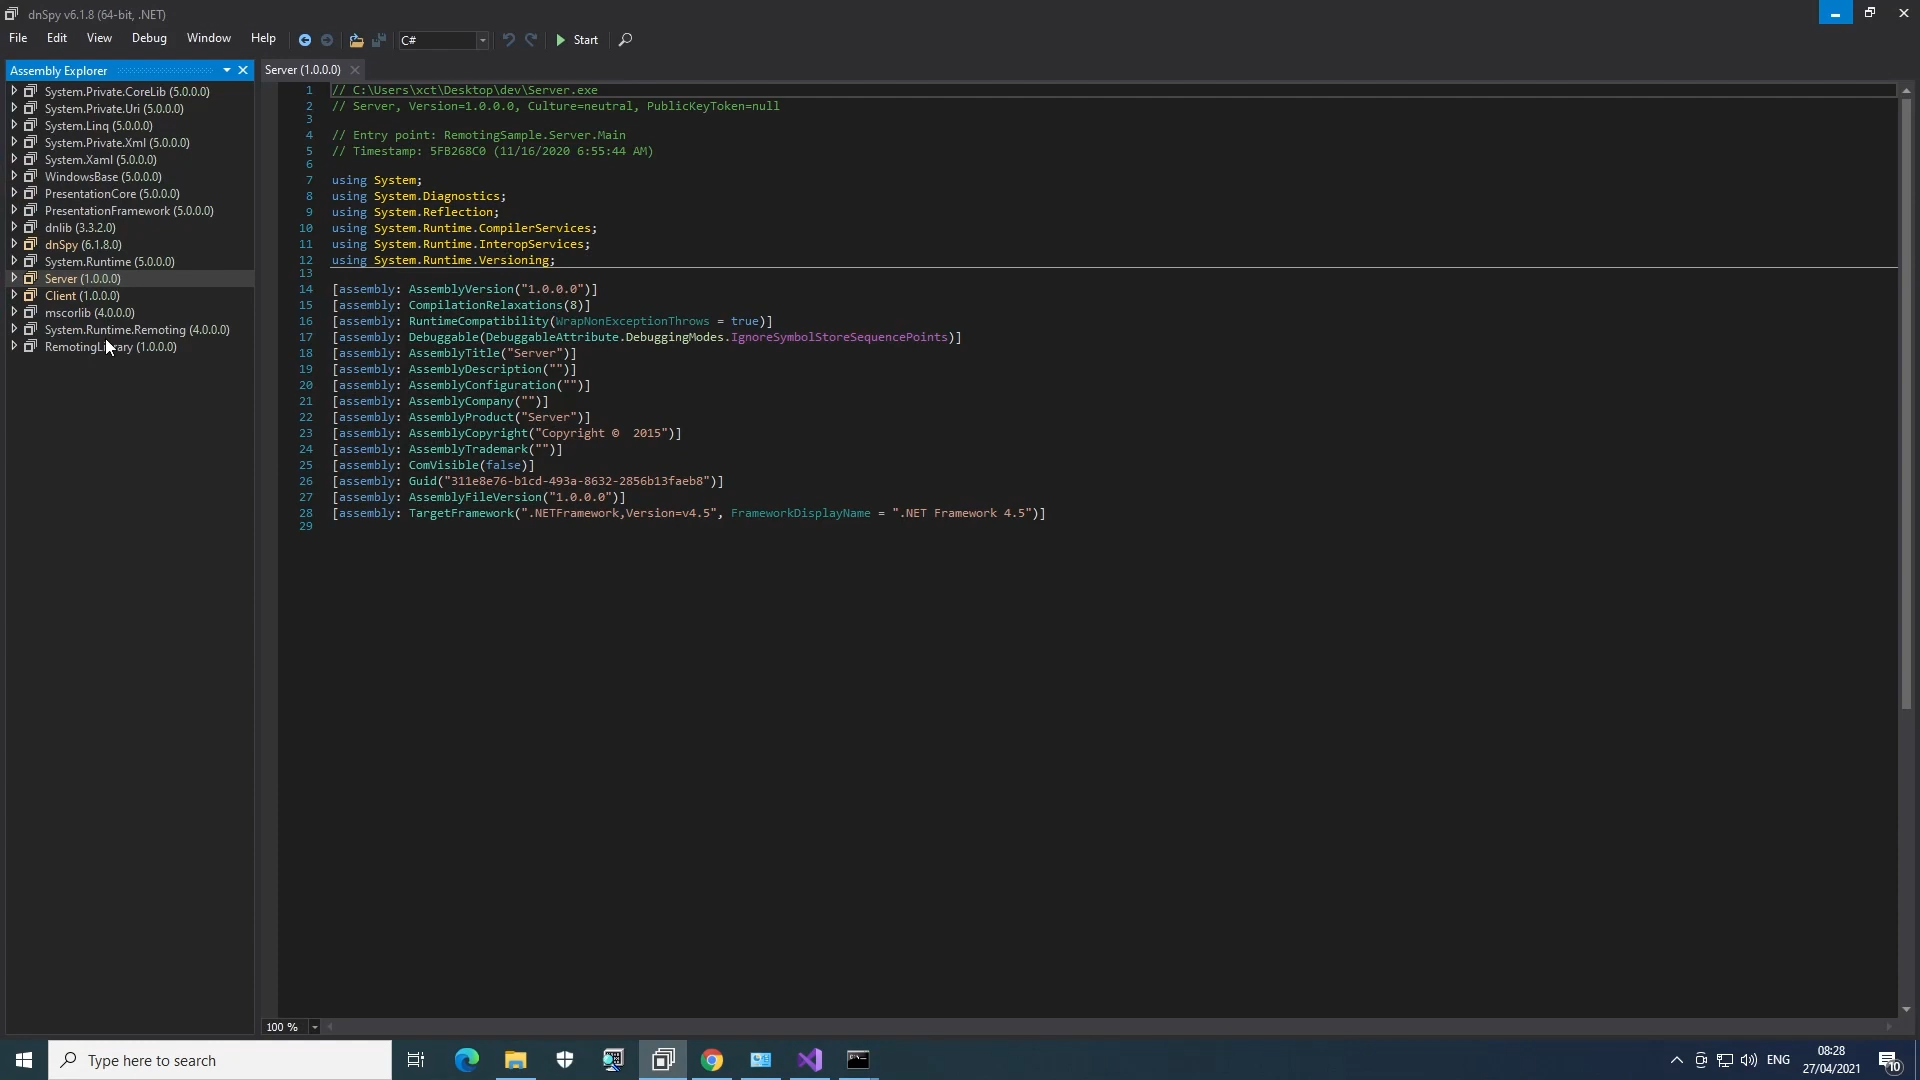 dnSpy v6.1.8 (64-bit, .NET)
File Edit View Debug Window Help C# Start
Assembly Explorer
System.Private.CoreLib (5.0.0.0)
System.Private.Uri (5.0.0.0)
System.Linq (5.0.0.0)
System.Private.Xml (5.0.0.0)
System.Xaml (5.0.0.0)
WindowsBase (5.0.0.0)
PresentationCore (5.0.0.0)
PresentationFramework (5.0.0.0)
dnlib (3.3.2.0)
dnSpy (6.1.8.0)
System.Runtime (5.0.0.0)
Server (1.0.0.0)
Client (1.0.0.0)
mscorlib (4.0.0.0)
System.Runtime.Remoting (4.0.0.0)
RemotingLibrary (1.0.0.0)
Server (1.0.0.0)
1 // C:\Users\xct\Desktop\dev\Server.exe
2 // Server, Version=1.0.0.0, Culture=neutral, PublicKeyToken=null
3
4 // Entry point: RemotingSample.Server.Main
5 // Timestamp: 5FB268C0 (11/16/2020 6:55:44 AM)
6
7 using System;
8 using System.Diagnostics;
9 using System.Reflection;
10 using System.Runtime.CompilerServices;
11 using System.Runtime.InteropServices;
12 using System.Runtime.Versioning;
13
14 [assembly: AssemblyVersion("1.0.0.0")]
15 [assembly: CompilationRelaxations(8)]
16 [assembly: RuntimeCompatibility(WrapNonExceptionThrows = true)]
17 [assembly: Debuggable(DebuggableAttribute.DebuggingModes.IgnoreSymbolStoreSequencePoints)]
18 [assembly: AssemblyTitle("Server")]
19 [assembly: AssemblyDescription("")]
20 [assembly: AssemblyConfiguration("")]
21 [assembly: AssemblyCompany("")]
22 [assembly: AssemblyProduct("Server")]
23 [assembly: AssemblyCopyright("Copyright ©  2015")]
24 [assembly: AssemblyTrademark("")]
25 [assembly: ComVisible(false)]
26 [assembly: Guid("311e8e76-b1cd-493a-8632-2856b13faeb8")]
27 [assembly: AssemblyFileVersion("1.0.0.0")]
28 [assembly: TargetFramework(".NETFramework,Version=v4.5", FrameworkDisplayName = ".NET Framework 4.5")]
29
100 %
Type here to search
ENG
08:28
27/04/2021
10